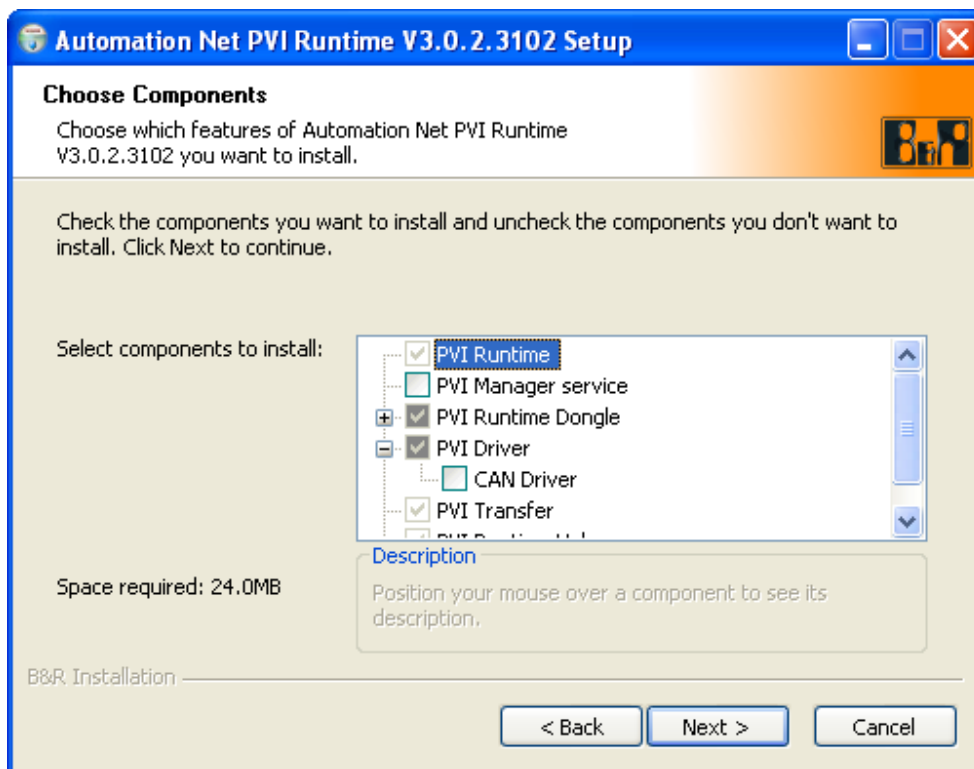 Automation Net PVI Runtime V3.0.2.3102 Setup
Choose Components
Choose which features of Automation Net PVI Runtime
V3.0.2.3102 you want to install.
B&R
Check the components you want to install and uncheck the components you don't want to
install. Click Next to continue.
Select components to install:
PVI Runtime
PVI Manager service
PVI Runtime Dongle
PVI Driver
CAN Driver
PVI Transfer
Space required: 24.0MB
Description
Position your mouse over a component to see its
description.
B&R Installation
< Back
Next >
Cancel